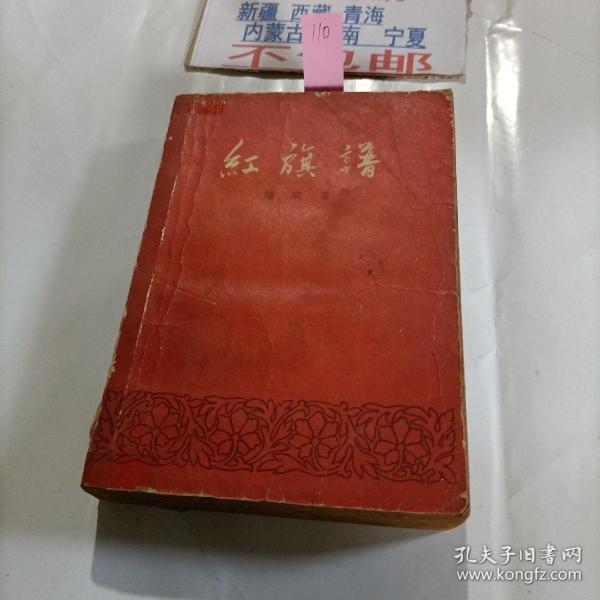 新疆 西藏 青海
内蒙古 南 宁夏
不包邮
110
紅旗譜
孔夫子旧书网
www.kongfz.com